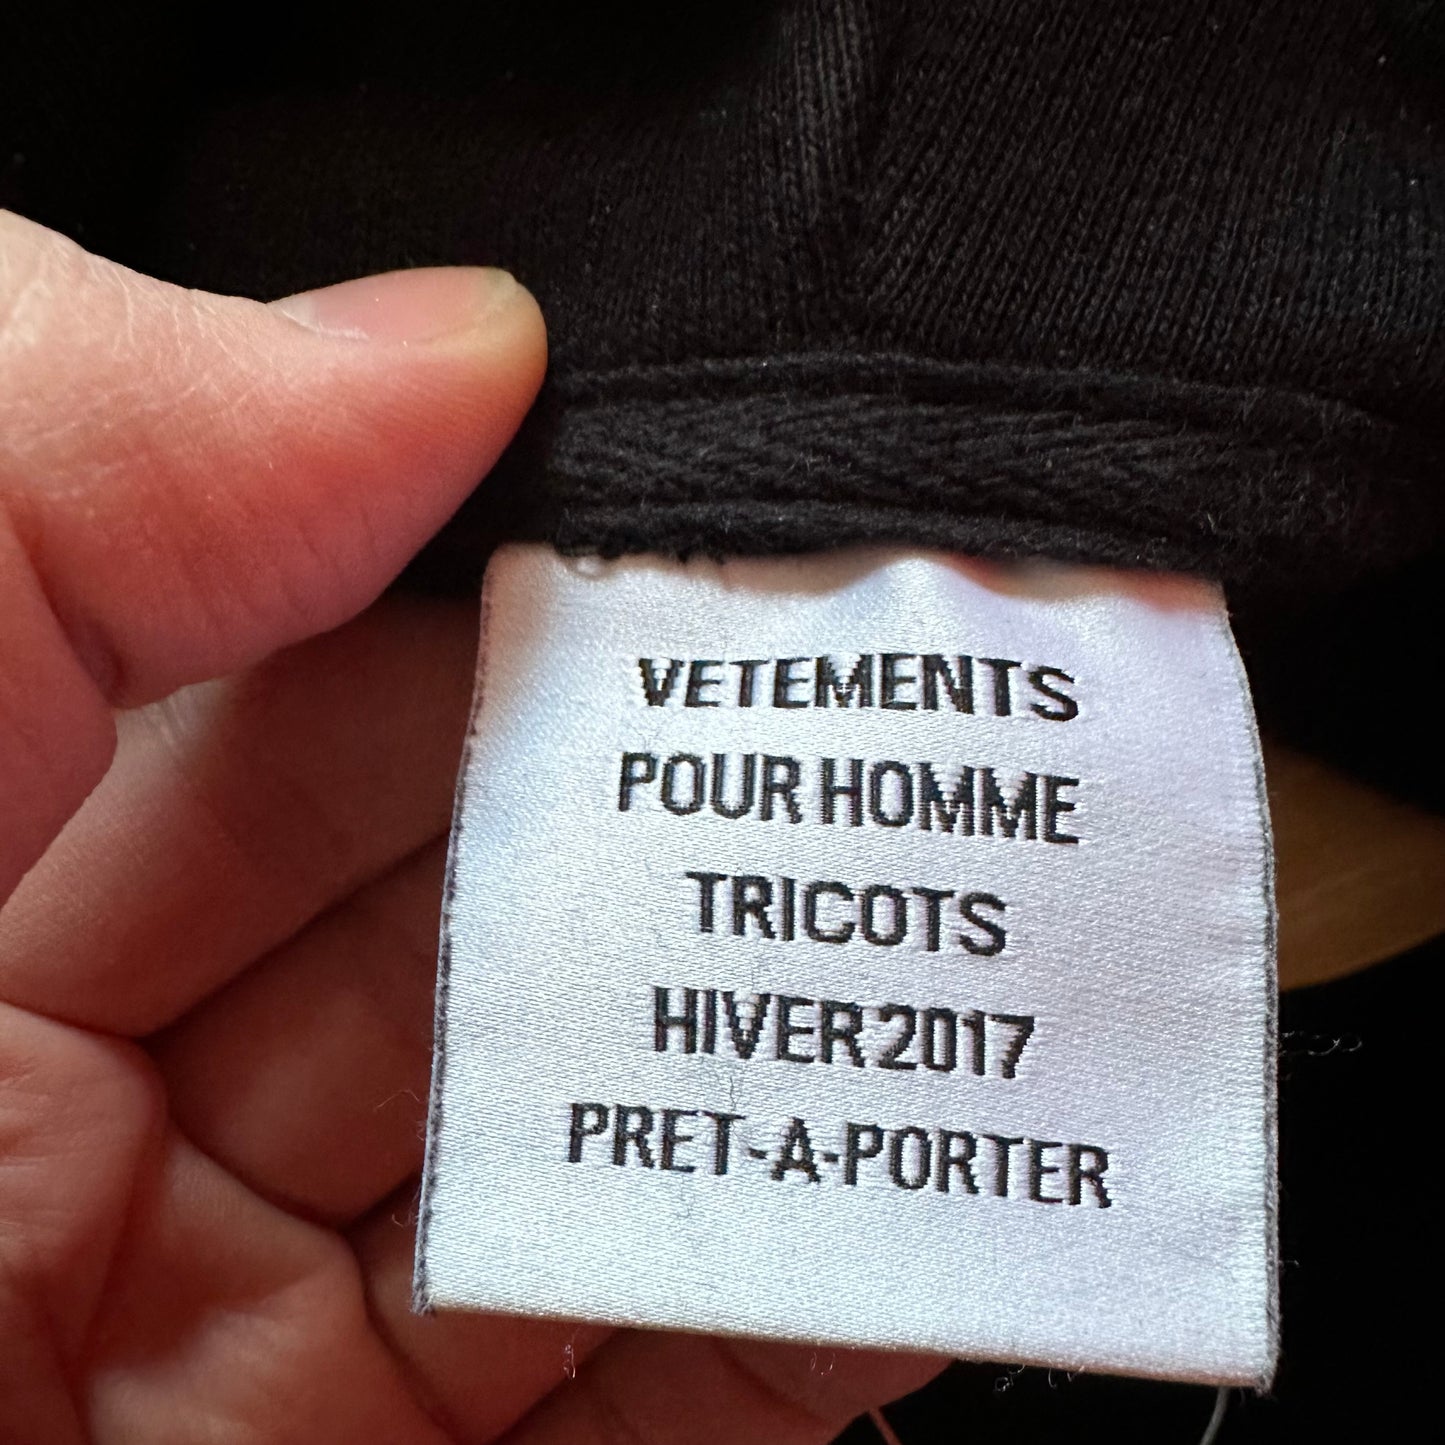 VETEMENTS
POUR HOMME
TRICOTS
HIVER 2017
PRET-A-PORTER